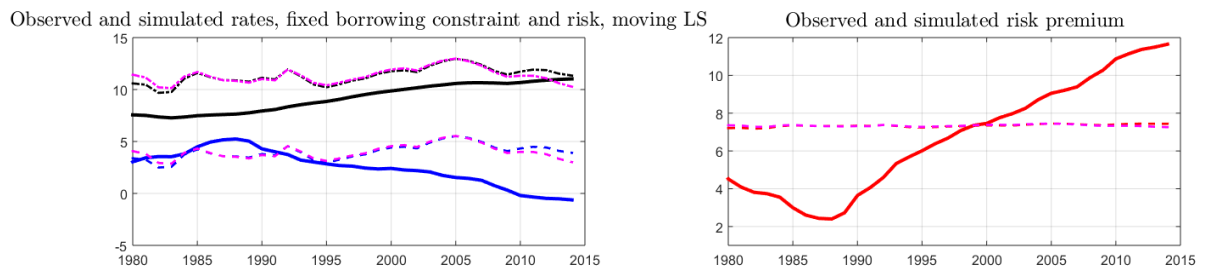 Observed and simulated rates, fixed borrowing constraint and risk, moving LS
15
10
5
0
-5
1980 1985 1990 1995 2000 2005 2010 2015
Observed and simulated risk premium
12
10
8
6
4
2
1980 1985 1990 1995 2000 2005 2010 2015